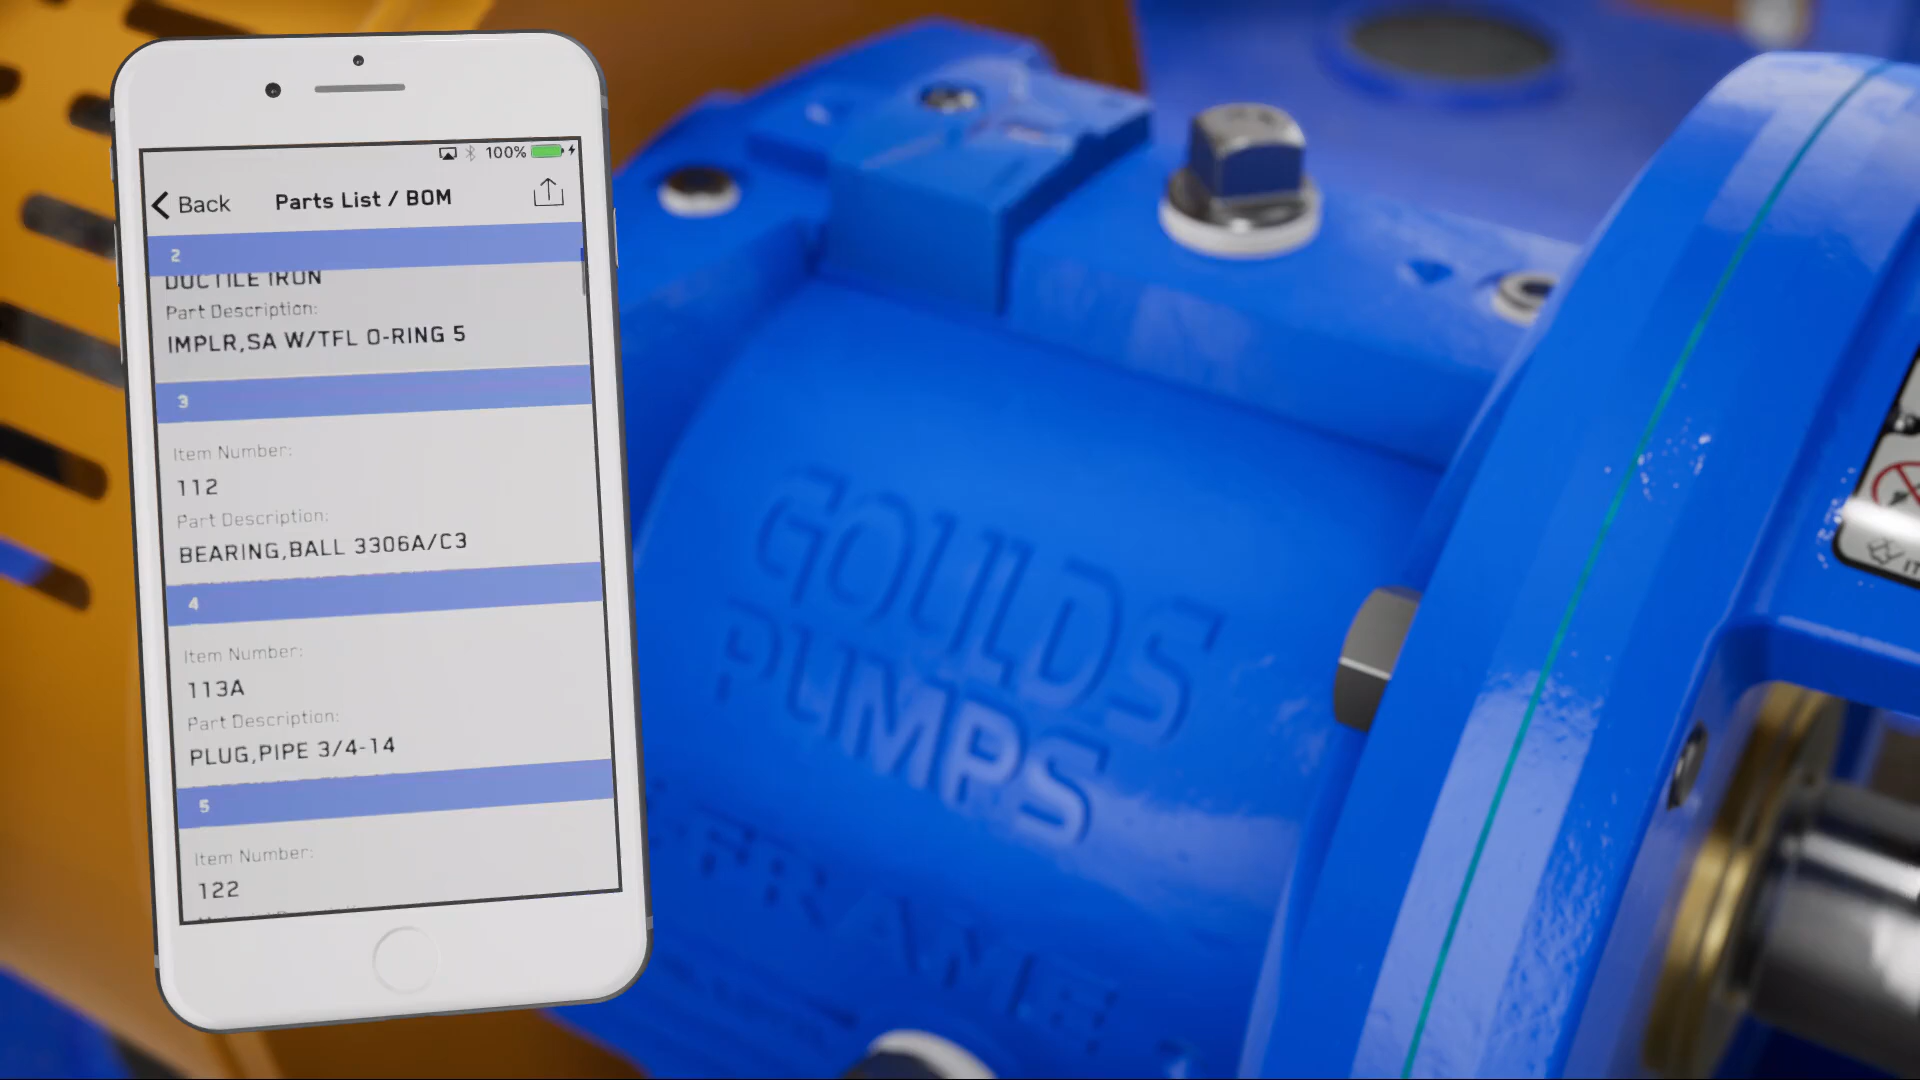 100%
Back
Parts List / BOM
2
DUCTILE IRON
Part Description:
IMPLR,SA W/TFL O-RING 5
3
Item Number:
112
Part Description:
BEARING,BALL 3306A/C3
4
Item Number:
113A
Part Description:
PLUG,PIPE 3/4-14
5
Item Number:
122
GOULDS
PUMPS
FRAME